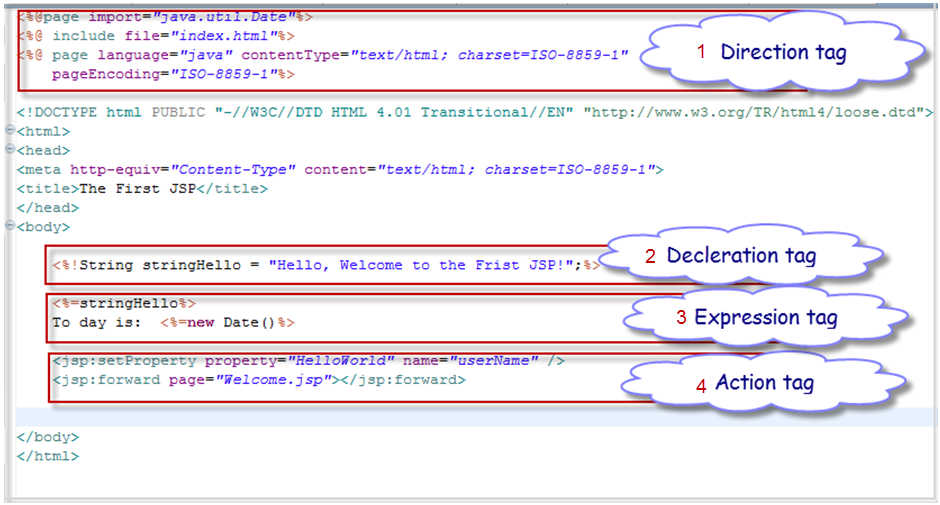 <%@page import="java.util.Date"%>
<%@ include file="index.html"%>
<%@ page language="java" contentType="text/html; charset=ISO-8859-1"
pageEncoding="ISO-8859-1"%>
1 Direction tag
<!DOCTYPE html PUBLIC "-//W3C//DTD HTML 4.01 Transitional//EN" "http://www.w3.org/TR/html4/loose.dtd">
<html>
<head>
<meta http-equiv="Content-Type" content="text/html; charset=ISO-8859-1">
<title>The First JSP</title>
</head>
<body>
<%!String stringHello = "Hello, Welcome to the Frist JSP!";%>
2 Decleration tag
<%=stringHello%>
To day is:  <%=new Date()%>
3 Expression tag
<jsp:setProperty property="HelloWorld" name="userName" />
<jsp:forward page="Welcome.jsp"></jsp:forward>
4 Action tag
</body>
</html>